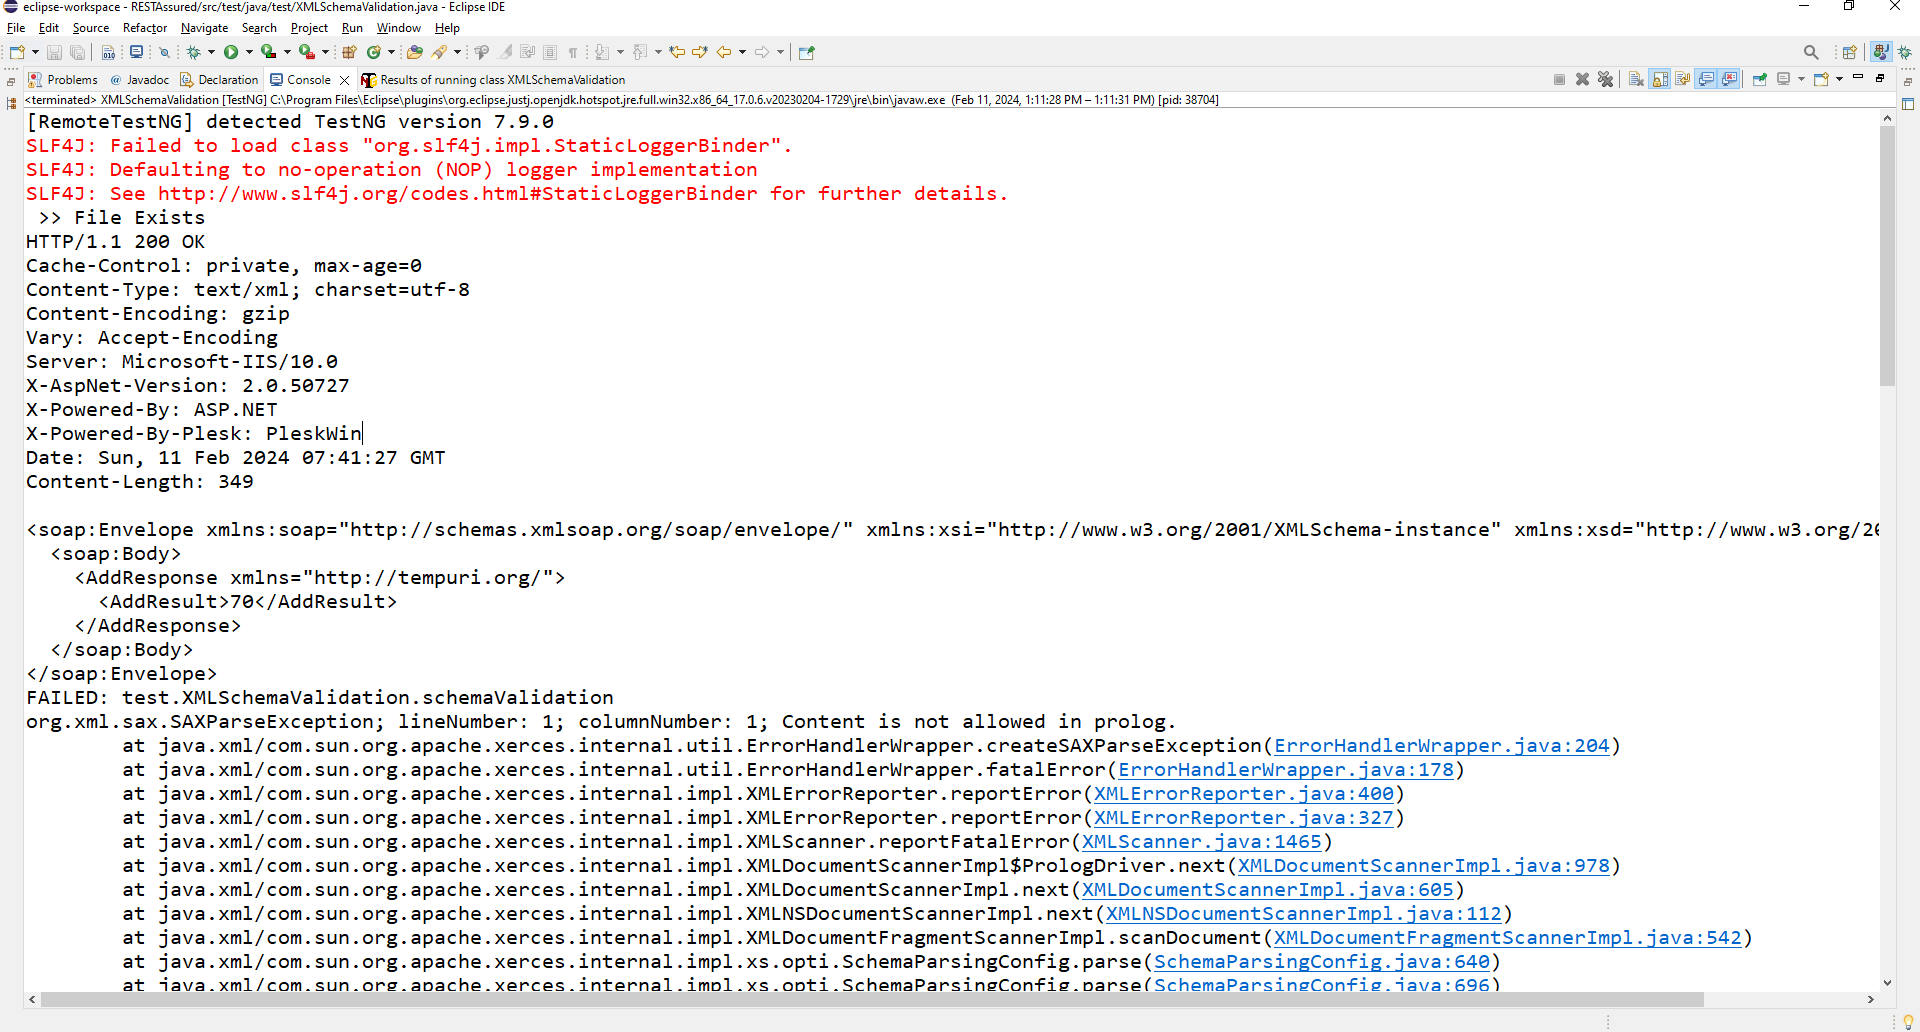 eclipse-workspace - RESTAssured/src/test/java/test/XMLSchemaValidation.java - Eclipse IDE
File Edit Source Refactor Navigate Search Project Run Window Help
Problems @ Javadoc Declaration Console Results of running class XMLSchemaValidation
<terminated> XMLSchemaValidation [TestNG] C:\Program Files\Eclipse\plugins\org.eclipse.justj.openjdk.hotspot.jre.full.win32.x86_64_17.0.6.v20230204-1729\jre\bin\javaw.exe (Feb 11, 2024, 1:11:28 PM – 1:11:31 PM) [pid: 38704]
[RemoteTestNG] detected TestNG version 7.9.0
SLF4J: Failed to load class "org.slf4j.impl.StaticLoggerBinder".
SLF4J: Defaulting to no-operation (NOP) logger implementation
SLF4J: See http://www.slf4j.org/codes.html#StaticLoggerBinder for further details.
>> File Exists
HTTP/1.1 200 OK
Cache-Control: private, max-age=0
Content-Type: text/xml; charset=utf-8
Content-Encoding: gzip
Vary: Accept-Encoding
Server: Microsoft-IIS/10.0
X-AspNet-Version: 2.0.50727
X-Powered-By: ASP.NET
X-Powered-By-Plesk: PleskWin
Date: Sun, 11 Feb 2024 07:41:27 GMT
Content-Length: 349
<soap:Envelope xmlns:soap="http://schemas.xmlsoap.org/soap/envelope/" xmlns:xsi="http://www.w3.org/2001/XMLSchema-instance" xmlns:xsd="http://www.w3.org/20
<soap:Body>
<AddResponse xmlns="http://tempuri.org/">
<AddResult>70</AddResult>
</AddResponse>
</soap:Body>
</soap:Envelope>
FAILED: test.XMLSchemaValidation.schemaValidation
org.xml.sax.SAXParseException; lineNumber: 1; columnNumber: 1; Content is not allowed in prolog.
at java.xml/com.sun.org.apache.xerces.internal.util.ErrorHandlerWrapper.createSAXParseException(ErrorHandlerWrapper.java:204)
at java.xml/com.sun.org.apache.xerces.internal.util.ErrorHandlerWrapper.fatalError(ErrorHandlerWrapper.java:178)
at java.xml/com.sun.org.apache.xerces.internal.impl.XMLErrorReporter.reportError(XMLErrorReporter.java:400)
at java.xml/com.sun.org.apache.xerces.internal.impl.XMLErrorReporter.reportError(XMLErrorReporter.java:327)
at java.xml/com.sun.org.apache.xerces.internal.impl.XMLScanner.reportFatalError(XMLScanner.java:1465)
at java.xml/com.sun.org.apache.xerces.internal.impl.XMLDocumentScannerImpl$PrologDriver.next(XMLDocumentScannerImpl.java:978)
at java.xml/com.sun.org.apache.xerces.internal.impl.XMLDocumentScannerImpl.next(XMLDocumentScannerImpl.java:605)
at java.xml/com.sun.org.apache.xerces.internal.impl.XMLNSDocumentScannerImpl.next(XMLNSDocumentScannerImpl.java:112)
at java.xml/com.sun.org.apache.xerces.internal.impl.XMLDocumentFragmentScannerImpl.scanDocument(XMLDocumentFragmentScannerImpl.java:542)
at java.xml/com.sun.org.apache.xerces.internal.impl.xs.opti.SchemaParsingConfig.parse(SchemaParsingConfig.java:640)
at java.xml/com.sun.org.apache.xerces.internal.impl.xs.opti.SchemaParsingConfig.parse(SchemaParsingConfig.java:696)